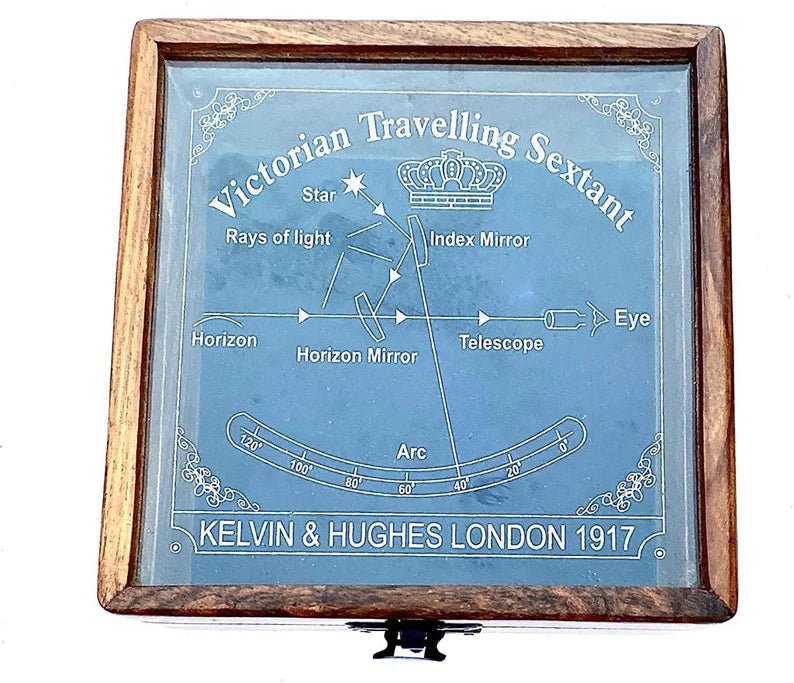 Victorian Travelling Sextant
Star
Rays of light
Index Mirror
Horizon
Horizon Mirror
Telescope
Eye
Arc
120° 100° 80° 60° 40° 20° 0°
KELVIN & HUGHES LONDON 1917